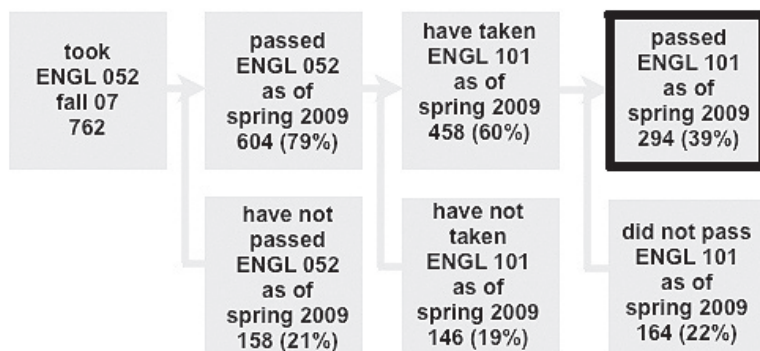 took
ENGL 052
fall 07
762
passed
ENGL 052
as of
spring 2009
604 (79%)
have taken
ENGL 101
as of
spring 2009
458 (60%)
passed
ENGL 101
as of
spring 2009
294 (39%)
have not
passed
ENGL 052
as of
spring 2009
158 (21%)
have not
taken
ENGL 101
as of
spring 2009
146 (19%)
did not pass
ENGL 101
as of
spring 2009
164 (22%)